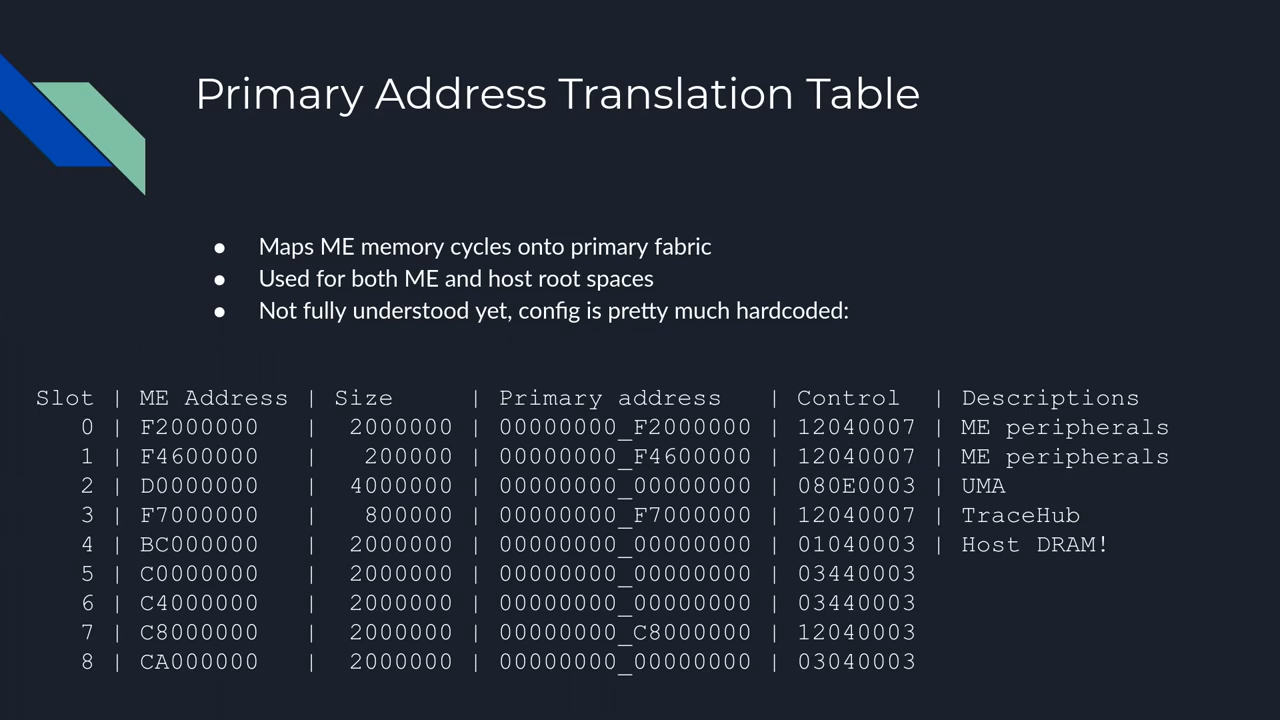 Primary Address Translation Table
● Maps ME memory cycles onto primary fabric
● Used for both ME and host root spaces
● Not fully understood yet, config is pretty much hardcoded:
Slot | ME Address | Size | Primary address | Control | Descriptions
0 | F2000000 | 2000000 | 00000000_F2000000 | 12040007 | ME peripherals
1 | F4600000 | 200000 | 00000000_F4600000 | 12040007 | ME peripherals
2 | D0000000 | 4000000 | 00000000_00000000 | 080E0003 | UMA
3 | F7000000 | 800000 | 00000000_F7000000 | 12040007 | TraceHub
4 | BC000000 | 2000000 | 00000000_00000000 | 01040003 | Host DRAM!
5 | C0000000 | 2000000 | 00000000_00000000 | 03440003
6 | C4000000 | 2000000 | 00000000_00000000 | 03440003
7 | C8000000 | 2000000 | 00000000_C8000000 | 12040003
8 | CA000000 | 2000000 | 00000000_00000000 | 03040003